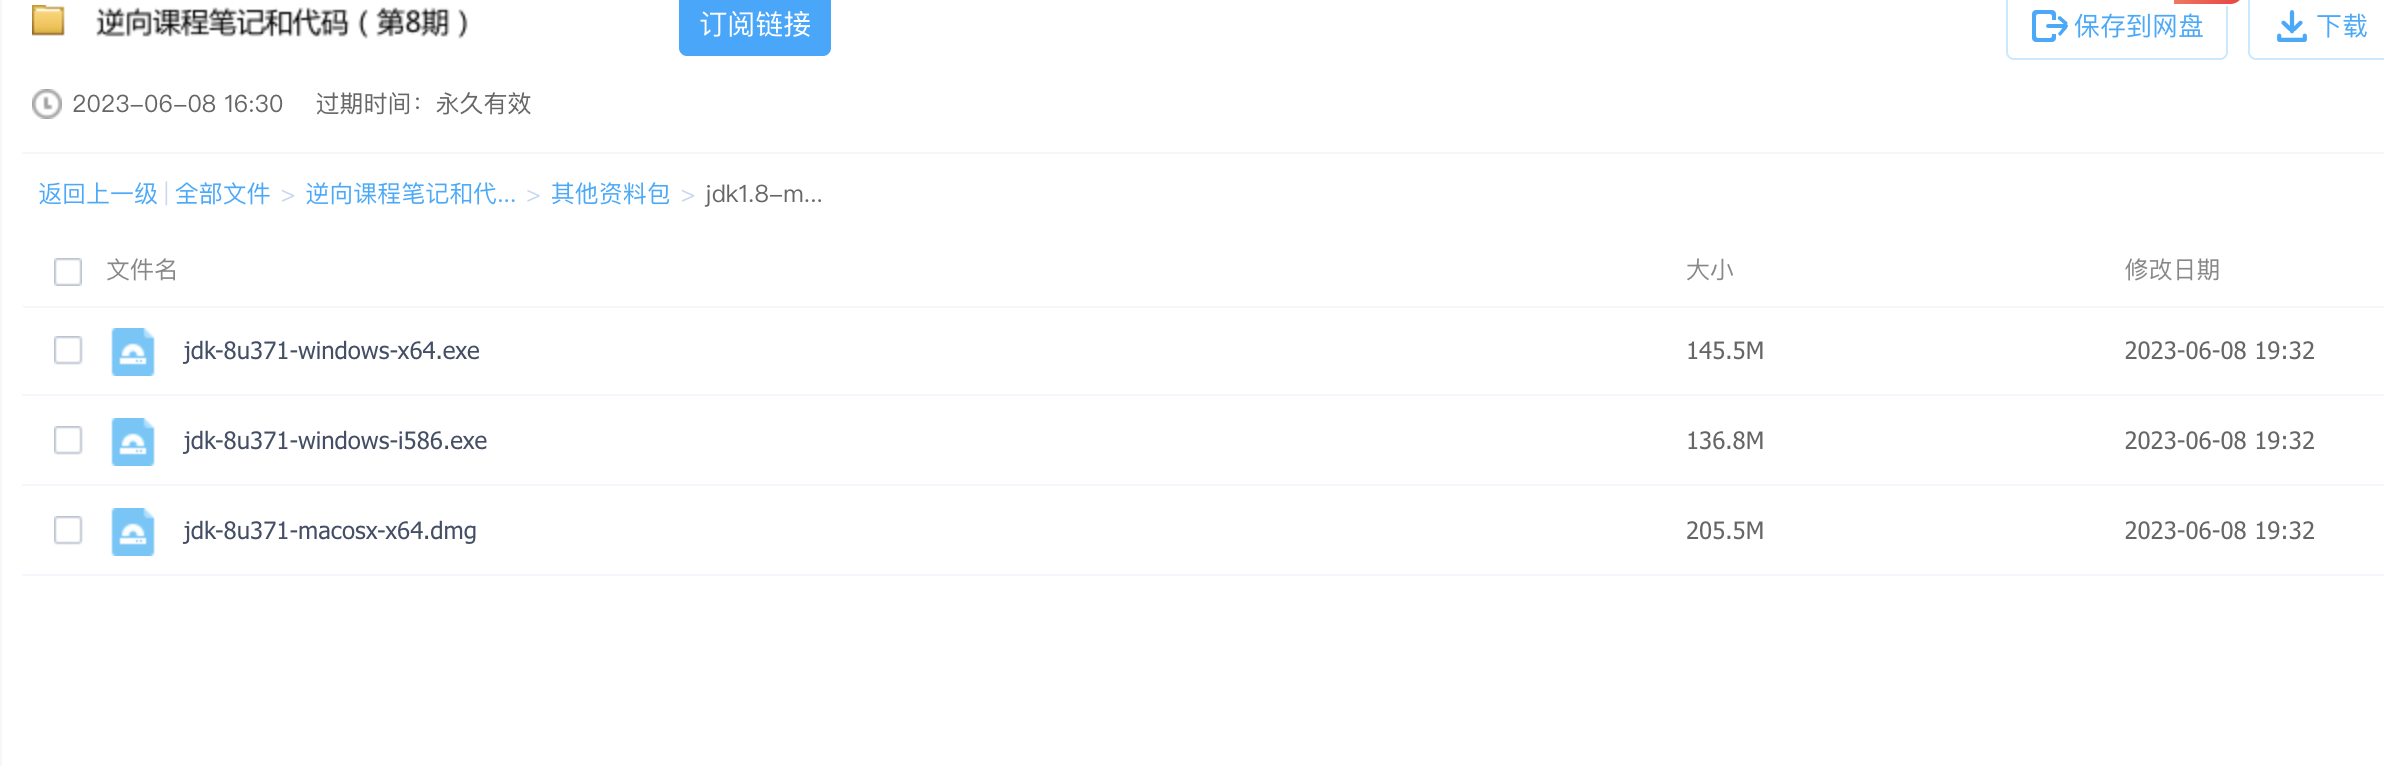 逆向课程笔记和代码（第8期）
订阅链接
保存到网盘
下载
2023-06-08 16:30 过期时间：永久有效
返回上一级 | 全部文件 > 逆向课程笔记和代... > 其他资料包 > jdk1.8-m...
文件名 大小 修改日期
jdk-8u371-windows-x64.exe 145.5M 2023-06-08 19:32
jdk-8u371-windows-i586.exe 136.8M 2023-06-08 19:32
jdk-8u371-macosx-x64.dmg 205.5M 2023-06-08 19:32